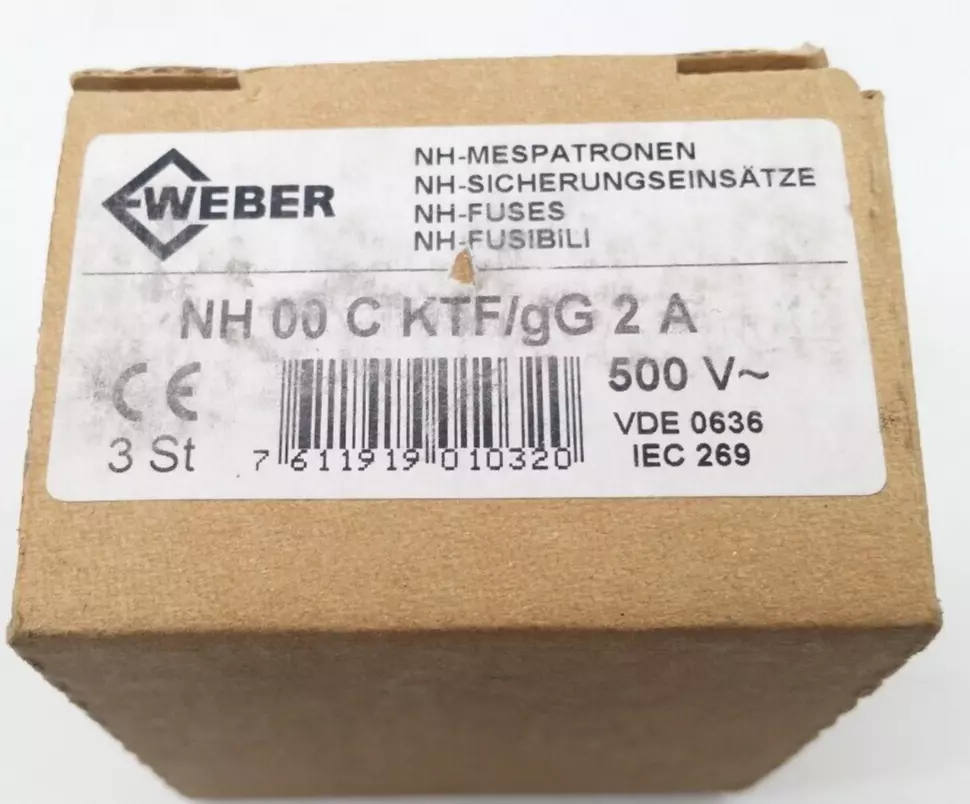 WEBER
NH-MESPATRONEN
NH-SICHERUNGSEINSÄTZE
NH-FUSES
NH-FUSIBILI
NH 00 C KTF/gG 2 A
CE
3 St
7 611919 010320
500 V~
VDE 0636
IEC 269